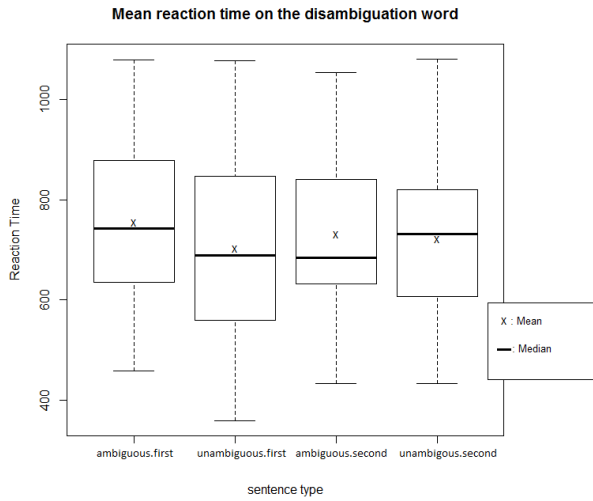 Mean reaction time on the disambiguation word
Reaction Time
1000
800
600
400
X
X
X
X
X : Mean
: Median
ambiguous.first unambiguous.first ambiguous.second unambigous.second
sentence type